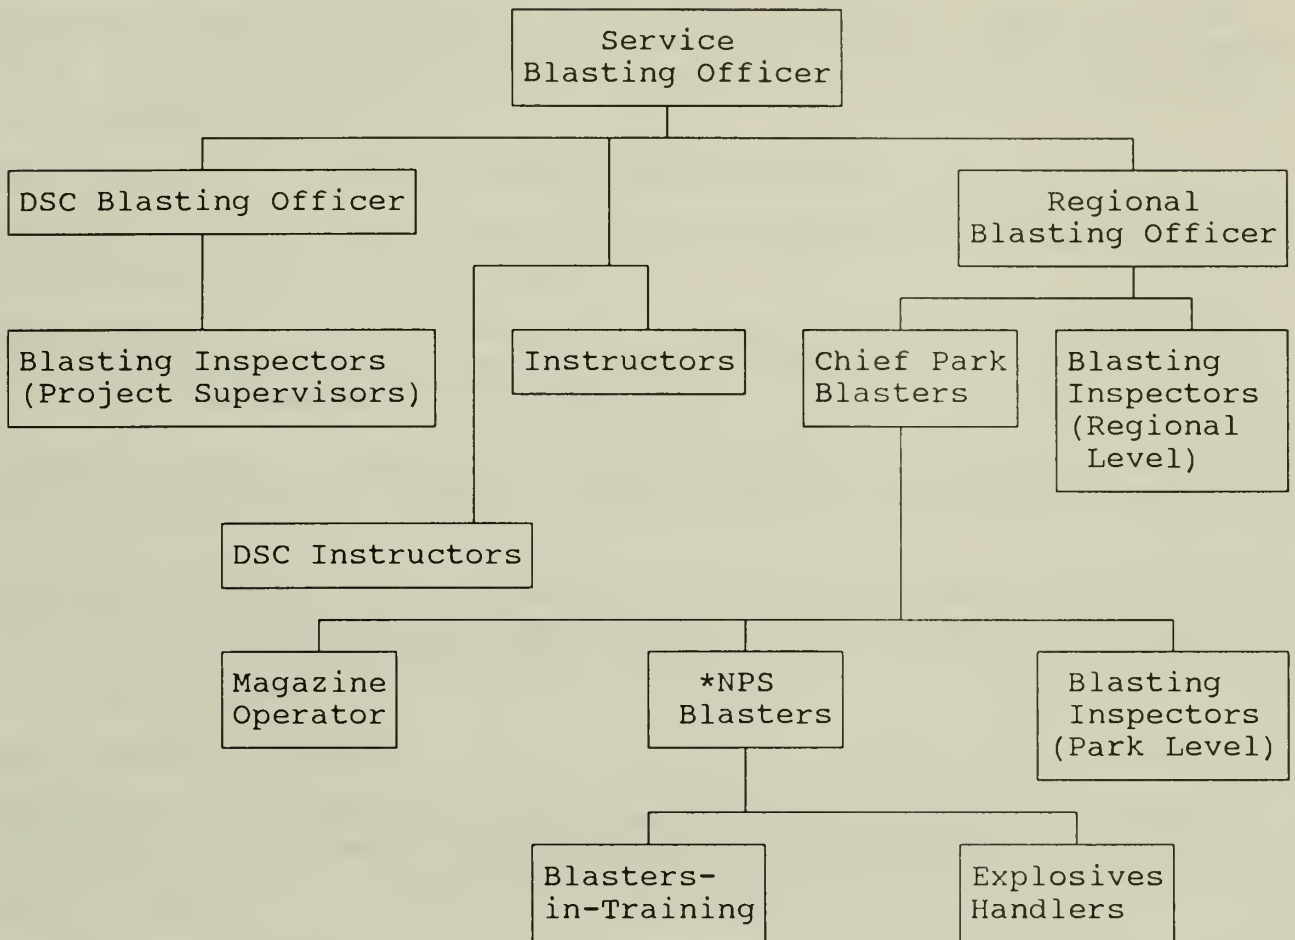 Service
Blasting Officer
DSC Blasting Officer
Regional
Blasting Officer
Blasting Inspectors
(Project Supervisors)
Instructors
Chief Park
Blasters
Blasting
Inspectors
(Regional
Level)
DSC Instructors
Magazine
Operator
*NPS
Blasters
Blasting
Inspectors
(Park Level)
Blasters-
in-Training
Explosives
Handlers